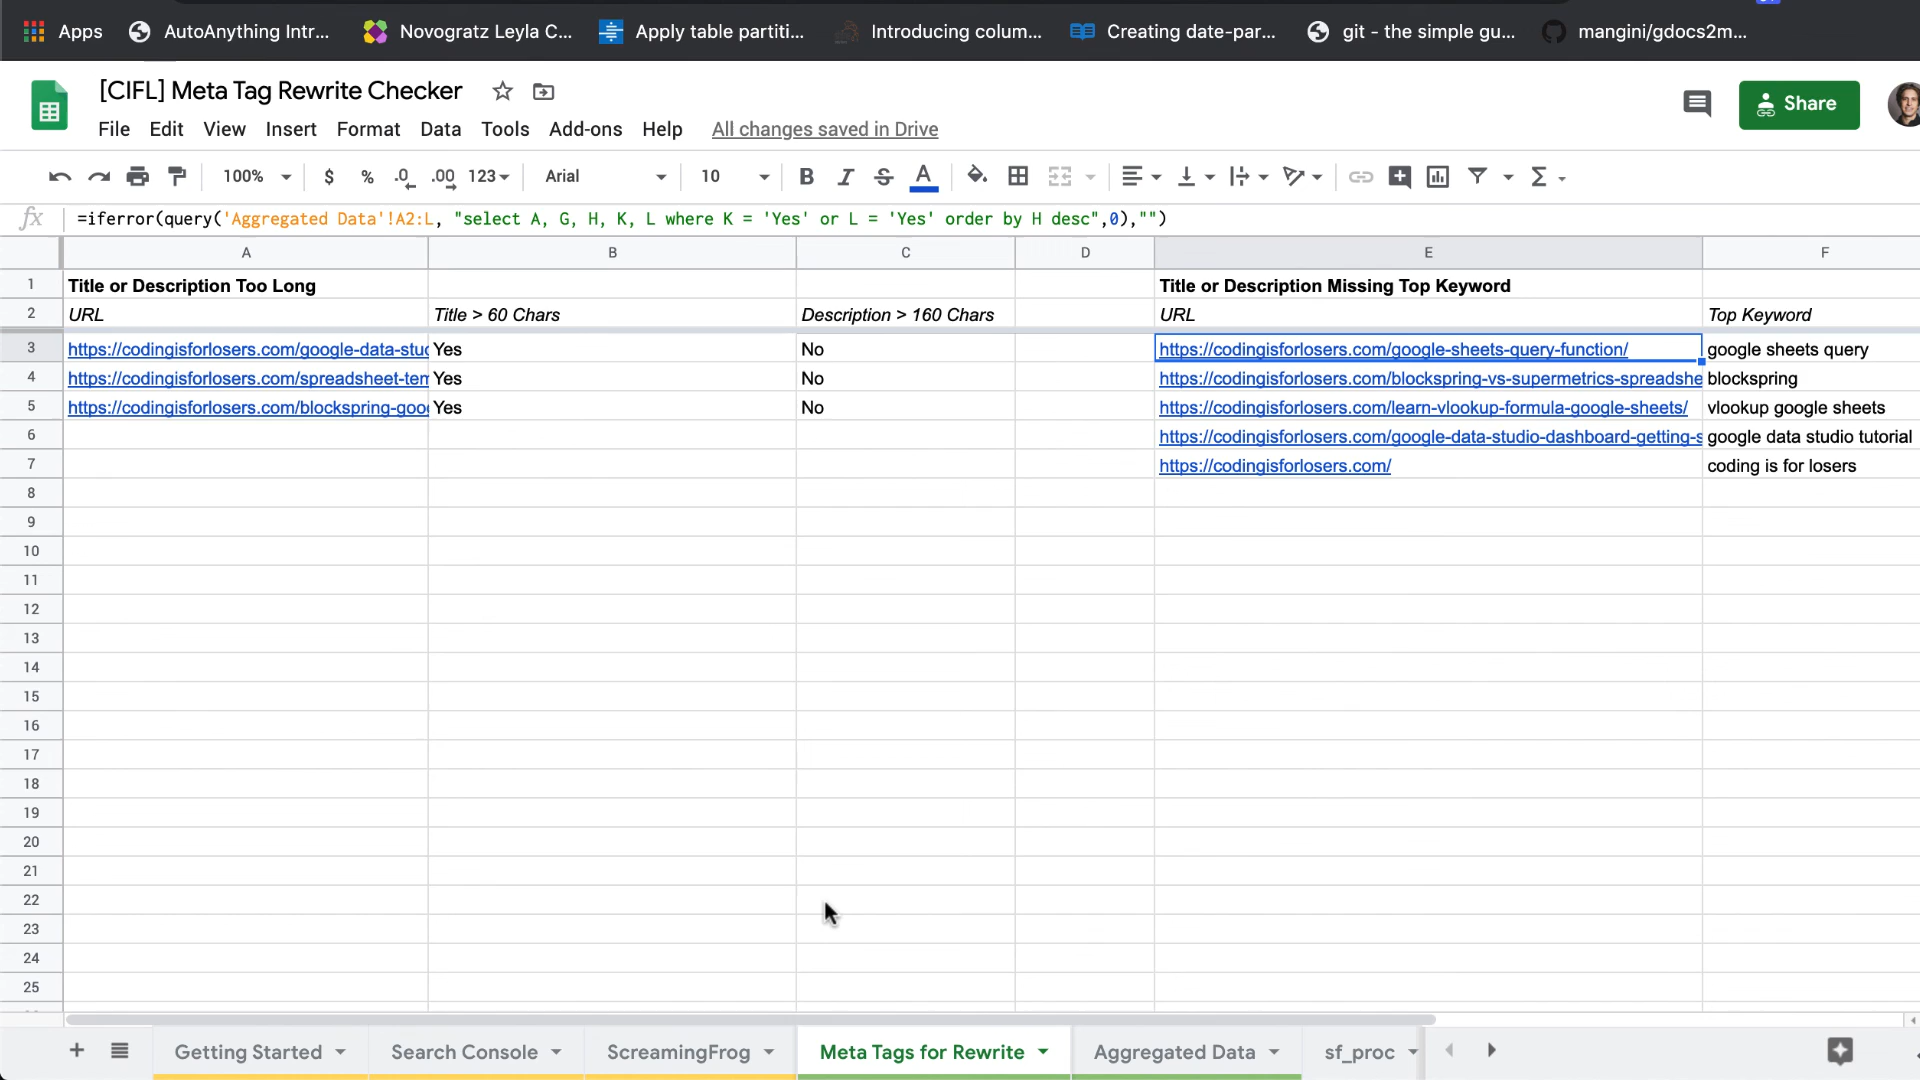 Apps AutoAnything Intr... Novogratz Leyla C... Apply table partiti... Introducing colum... Creating date-par... git - the simple gu... mangini/gdocs2m...
[CIFL] Meta Tag Rewrite Checker
Share
File Edit View Insert Format Data Tools Add-ons Help All changes saved in Drive
100% $ % .0 .00 123 Arial 10 B I S A Σ
fx =iferror(query('Aggregated Data'!A2:L, "select A, G, H, K, L where K = 'Yes' or L = 'Yes' order by H desc",0),"")
A B C D E F
1 Title or Description Too Long Title or Description Missing Top Keyword
2 URL Title > 60 Chars Description > 160 Chars URL Top Keyword
3 https://codingisforlosers.com/google-data-stu Yes No https://codingisforlosers.com/google-sheets-query-function/ google sheets query
4 https://codingisforlosers.com/spreadsheet-ten Yes No https://codingisforlosers.com/blockspring-vs-supermetrics-spreadshe blockspring
5 https://codingisforlosers.com/blockspring-goo Yes No https://codingisforlosers.com/learn-vlookup-formula-google-sheets/ vlookup google sheets
6 https://codingisforlosers.com/google-data-studio-dashboard-getting-s google data studio tutorial
7 https://codingisforlosers.com/ coding is for losers
8
9
10
11
12
13
14
15
16
17
18
19
20
21
22
23
24
25
+ Getting Started Search Console ScreamingFrog Meta Tags for Rewrite Aggregated Data sf_proc